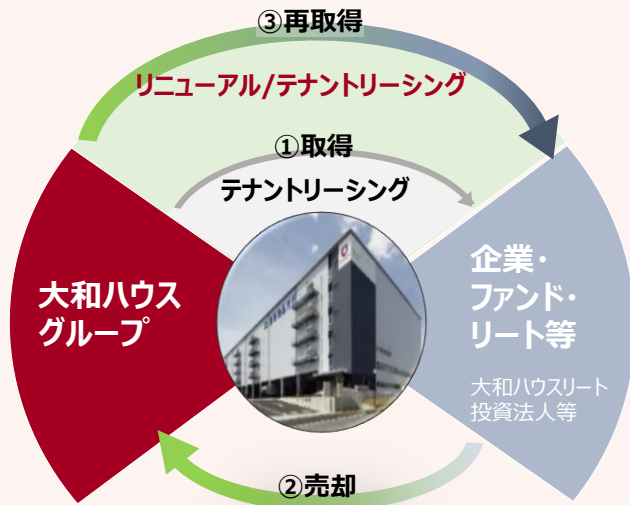 ③再取得
リニューアル/テナントリーシング
①取得
テナントリーシング
大和ハウス
グループ
企業・
ファンド・
リート等
大和ハウスリート
投資法人等
②売却